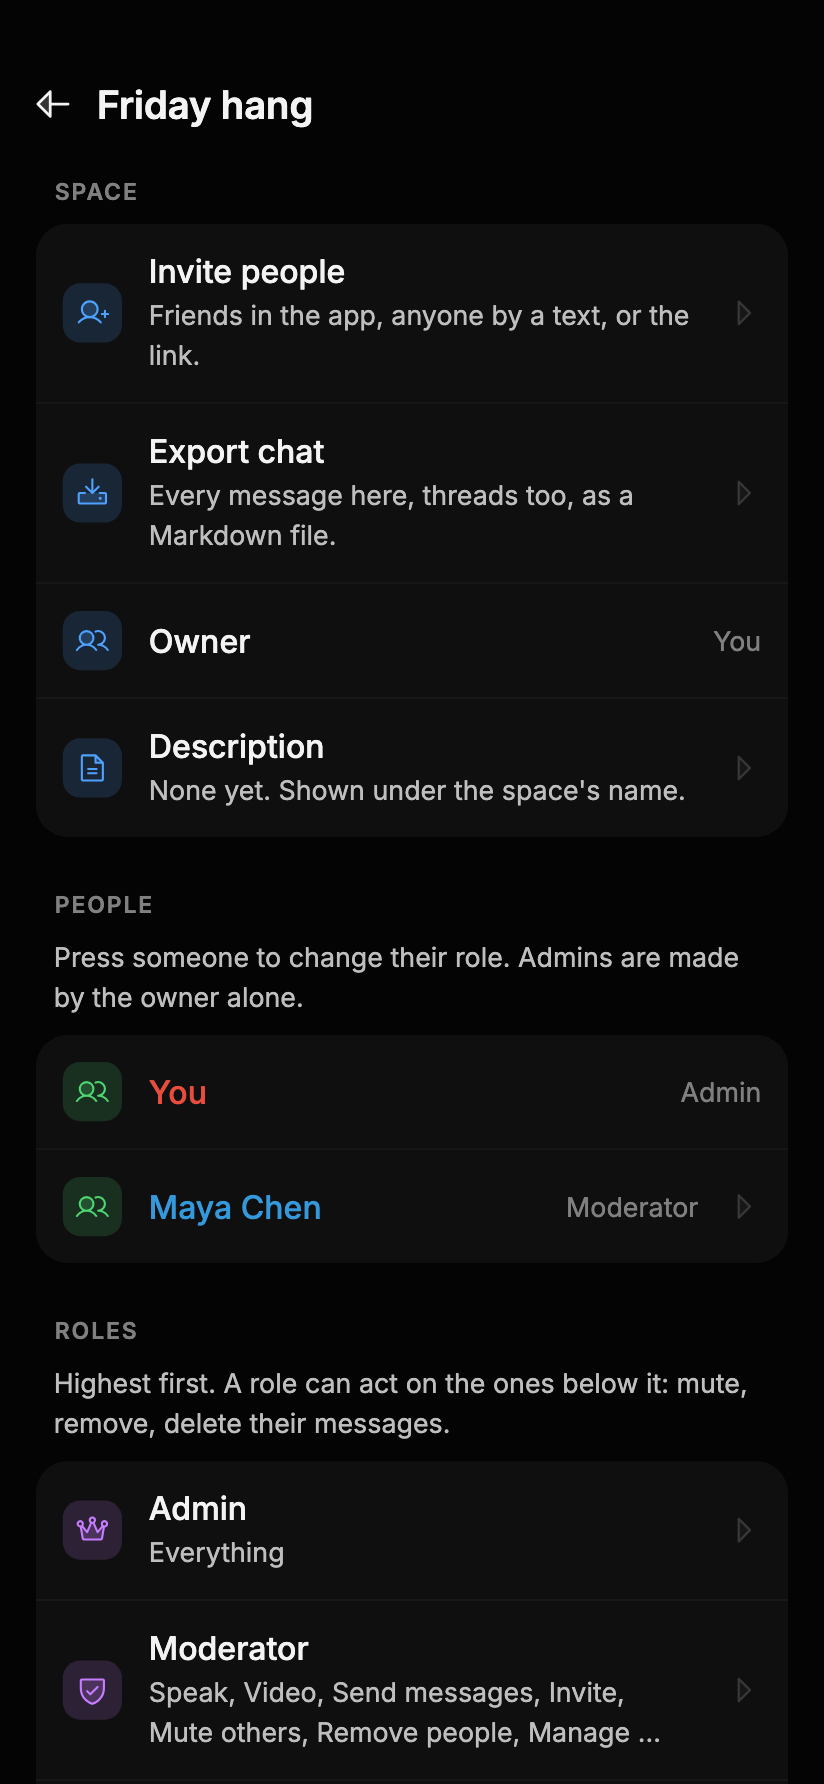 Friday hang
SPACE
Invite people
Friends in the app, anyone by a text, or the
link.
Export chat
Every message here, threads too, as a
Markdown file.
Owner
You
Description
None yet. Shown under the space's name.
PEOPLE
Press someone to change their role. Admins are made
by the owner alone.
You
Admin
Maya Chen
Moderator
ROLES
Highest first. A role can act on the ones below it: mute,
remove, delete their messages.
Admin
Everything
Moderator
Speak, Video, Send messages, Invite,
Mute others, Remove people, Manage ...